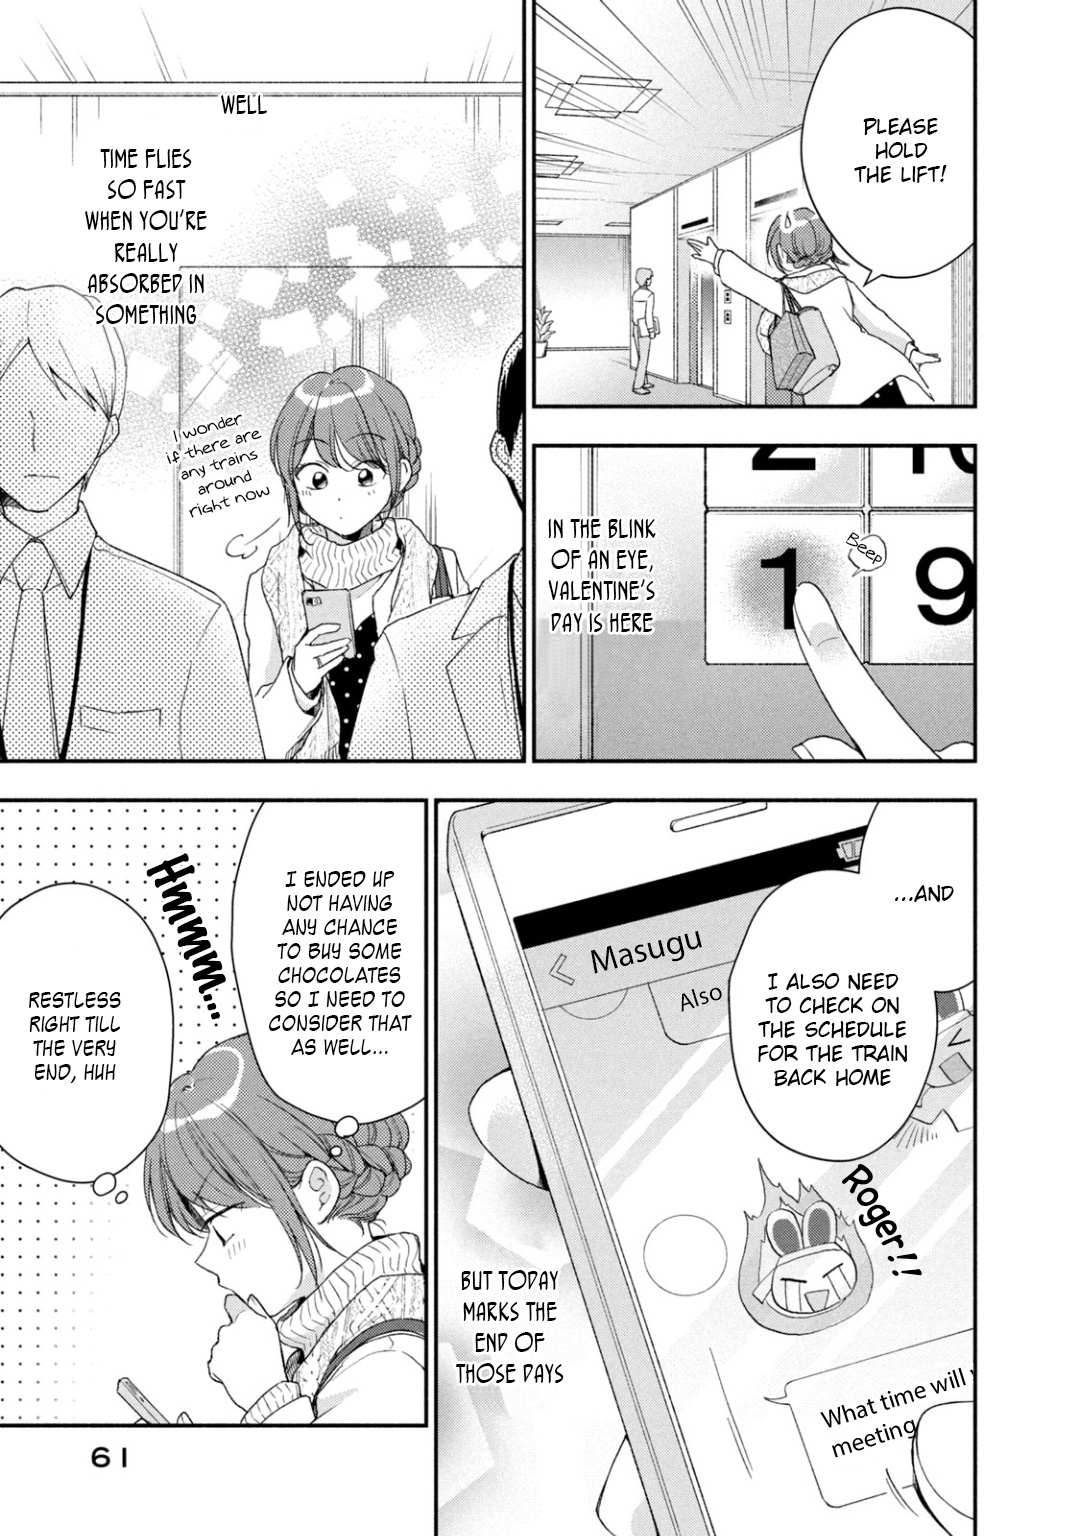 PLEASE
HOLD
THE LIFT!
IN THE BLINK
OF AN EYE,
VALENTINE'S
DAY IS HERE
1
9
Beep
WELL
TIME FLIES
SO FAST
WHEN YOU'RE
REALLY
ABSORBED IN
SOMETHING
I wonder
if there are
any trains
around
right now
...AND
I ALSO NEED
TO CHECK ON
THE SCHEDULE
FOR THE TRAIN
BACK HOME
Masugu
Also
Roger!!
What time will
meeting
BUT TODAY
MARKS THE
END OF
THOSE DAYS
I ENDED UP
NOT HAVING
ANY CHANCE
TO BUY SOME
CHOCOLATES
SO I NEED TO
CONSIDER THAT
AS WELL...
Hmmm...
RESTLESS
RIGHT TILL
THE VERY
END, HUH
61